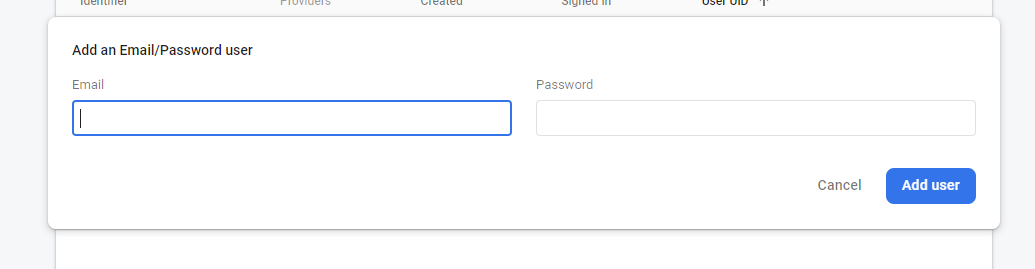 Identifier Providers Created Signed In User UID
Add an Email/Password user
Email Password
Cancel Add user